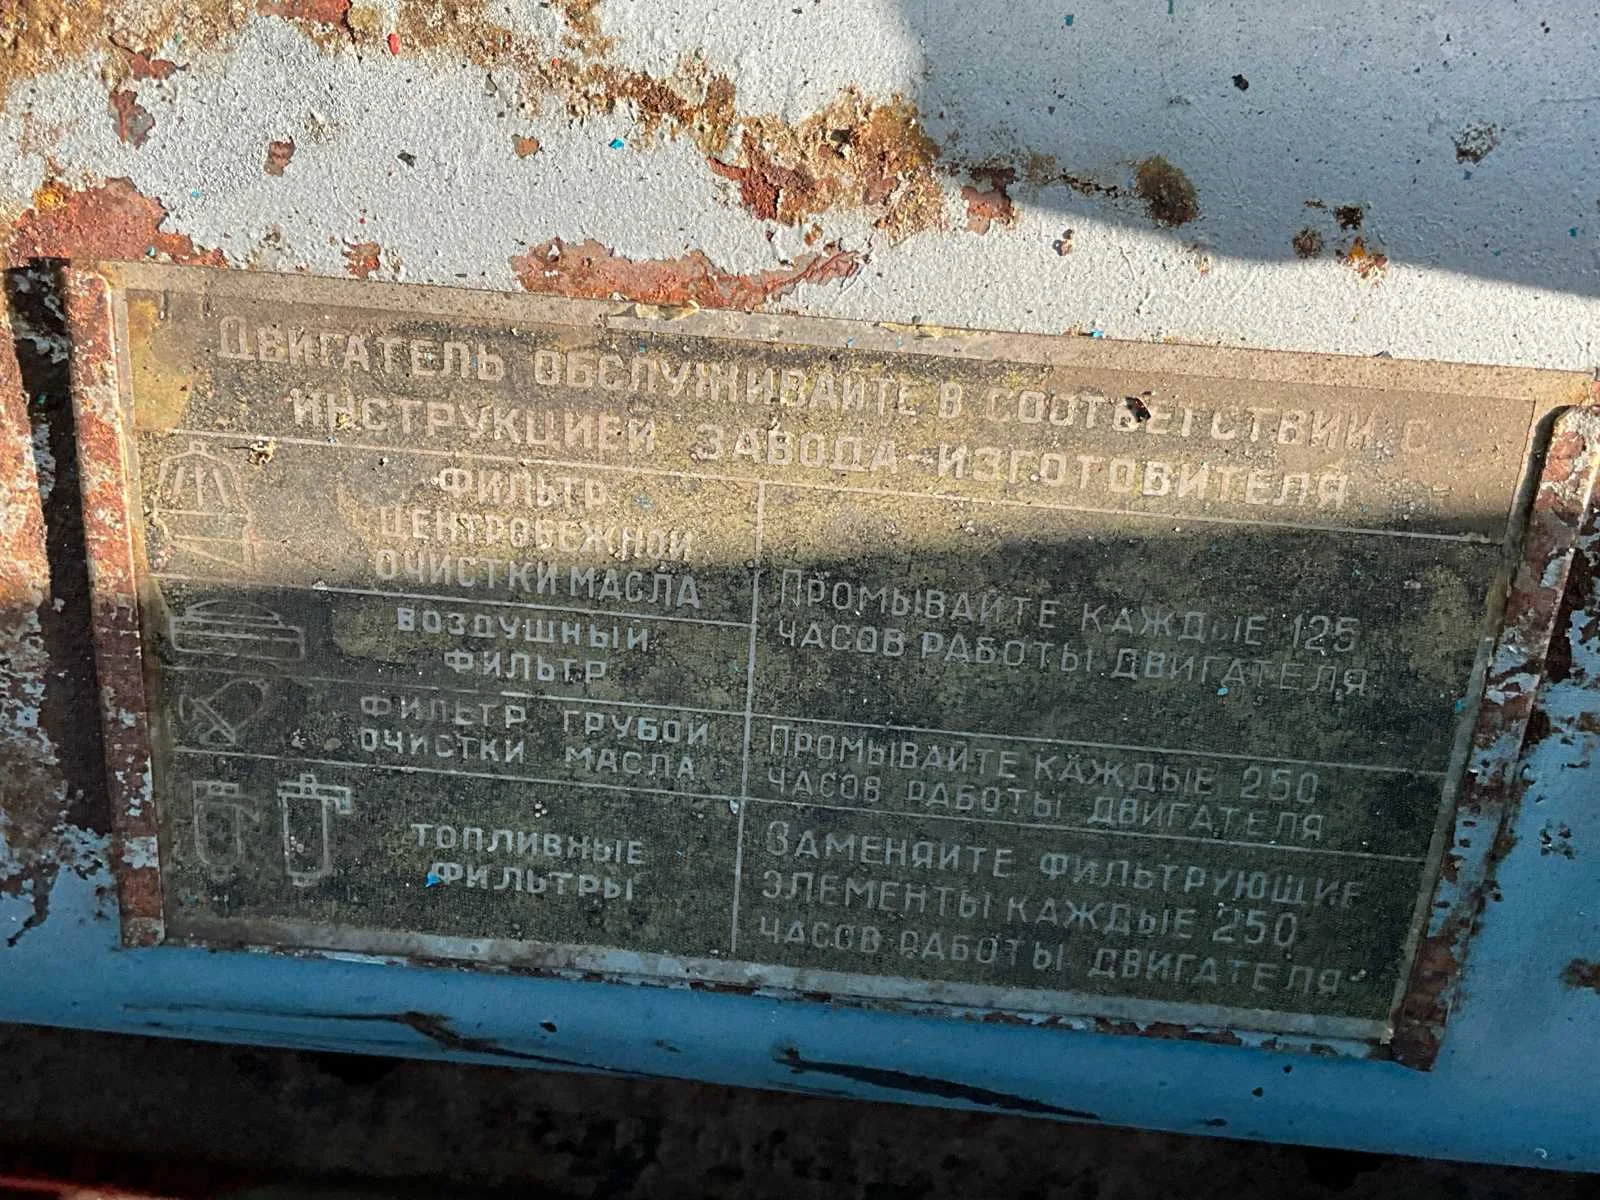 Двигатель обслуживайте в соответствии с
инструкцией завода-изготовителя
фильтр
центробежной
очистки масла
воздушный
фильтр
Промывайте каждые 125
часов работы двигателя
фильтр грубой
очистки масла
Промывайте каждые 250
часов работы двигателя
топливные
фильтры
Заменяйте фильтрующие
элементы каждые 250
часов работы двигателя